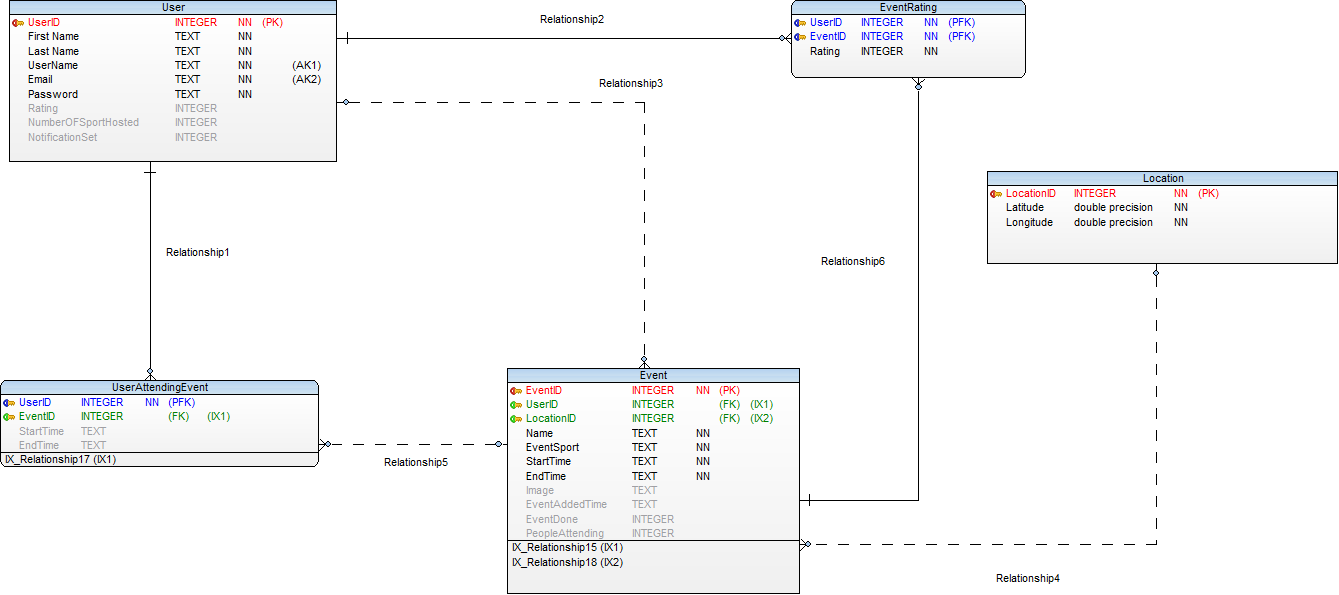 User
UserID INTEGER NN (PK)
First Name TEXT NN
Last Name TEXT NN
UserName TEXT NN (AK1)
Email TEXT NN (AK2)
Password TEXT NN
Rating INTEGER
NumberOFSportHosted INTEGER
NotificationSet INTEGER
Relationship2
EventRating
UserID INTEGER NN (PFK)
EventID INTEGER NN (PFK)
Rating INTEGER NN
Relationship3
Location
LocationID INTEGER NN (PK)
Latitude double precision NN
Longitude double precision NN
Relationship1
Relationship6
UserAttendingEvent
UserID INTEGER NN (PFK)
EventID INTEGER (FK) (IX1)
StartTime TEXT
EndTime TEXT
IX_Relationship17 (IX1)
Relationship5
Event
EventID INTEGER NN (PK)
UserID INTEGER (FK) (IX1)
LocationID INTEGER (FK) (IX2)
Name TEXT NN
EventSport TEXT NN
StartTime TEXT NN
EndTime TEXT NN
Image TEXT
EventAddedTime TEXT
EventDone INTEGER
PeopleAttending INTEGER
IX_Relationship15 (IX1)
IX_Relationship18 (IX2)
Relationship4